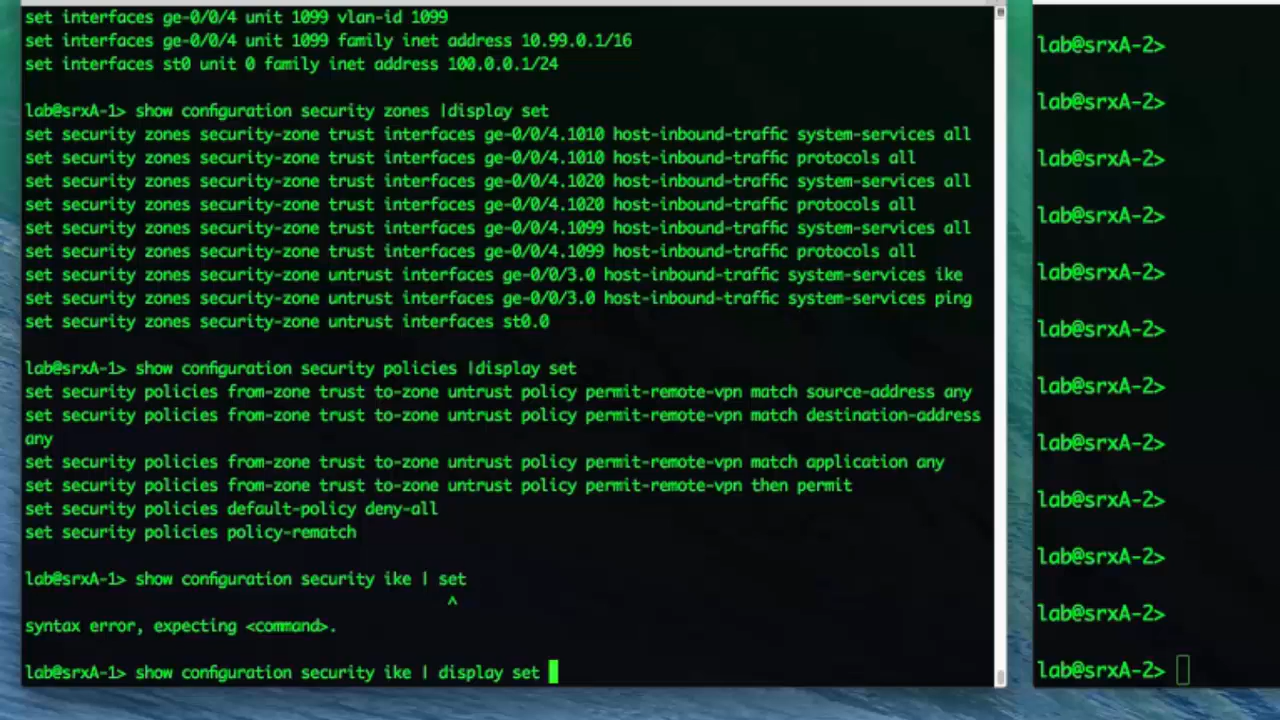 set interfaces ge-0/0/4 unit 1099 vlan-id 1099
set interfaces ge-0/0/4 unit 1099 family inet address 10.99.0.1/16
set interfaces st0 unit 0 family inet address 100.0.0.1/24
lab@srxA-1> show configuration security zones |display set
set security zones security-zone trust interfaces ge-0/0/4.1010 host-inbound-traffic system-services all
set security zones security-zone trust interfaces ge-0/0/4.1010 host-inbound-traffic protocols all
set security zones security-zone trust interfaces ge-0/0/4.1020 host-inbound-traffic system-services all
set security zones security-zone trust interfaces ge-0/0/4.1020 host-inbound-traffic protocols all
set security zones security-zone trust interfaces ge-0/0/4.1099 host-inbound-traffic system-services all
set security zones security-zone trust interfaces ge-0/0/4.1099 host-inbound-traffic protocols all
set security zones security-zone untrust interfaces ge-0/0/3.0 host-inbound-traffic system-services ike
set security zones security-zone untrust interfaces ge-0/0/3.0 host-inbound-traffic system-services ping
set security zones security-zone untrust interfaces st0.0
lab@srxA-1> show configuration security policies |display set
set security policies from-zone trust to-zone untrust policy permit-remote-vpn match source-address any
set security policies from-zone trust to-zone untrust policy permit-remote-vpn match destination-address
any
set security policies from-zone trust to-zone untrust policy permit-remote-vpn match application any
set security policies from-zone trust to-zone untrust policy permit-remote-vpn then permit
set security policies default-policy deny-all
set security policies policy-rematch
lab@srxA-1> show configuration security ike | set
^
syntax error, expecting <command>.
lab@srxA-1> show configuration security ike | display set
lab@srxA-2>
lab@srxA-2>
lab@srxA-2>
lab@srxA-2>
lab@srxA-2>
lab@srxA-2>
lab@srxA-2>
lab@srxA-2>
lab@srxA-2>
lab@srxA-2>
lab@srxA-2>
lab@srxA-2>